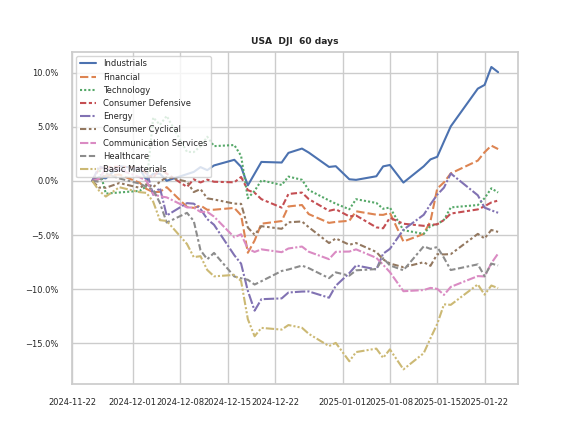 USA DJI 60 days
Industrials
Financial
Technology
Consumer Defensive
Energy
Consumer Cyclical
Communication Services
Healthcare
Basic Materials
10.0%
5.0%
0.0%
−5.0%
−10.0%
−15.0%
2024-11-22 2024-12-01 2024-12-08 2024-12-15 2024-12-22 2025-01-01 2025-01-08 2025-01-15 2025-01-22